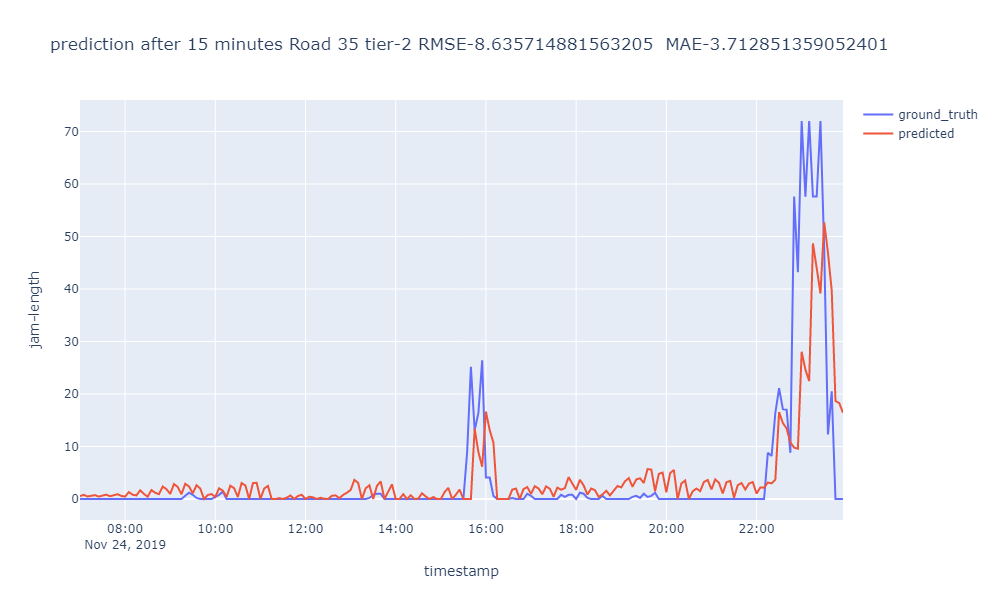 prediction after 15 minutes Road 35 tier-2 RMSE-8.635714881563205  MAE-3.712851359052401
ground_truth
predicted
70
60
50
40
30
20
10
0
jam-length
08:00 10:00 12:00 14:00 16:00 18:00 20:00 22:00
Nov 24, 2019
timestamp